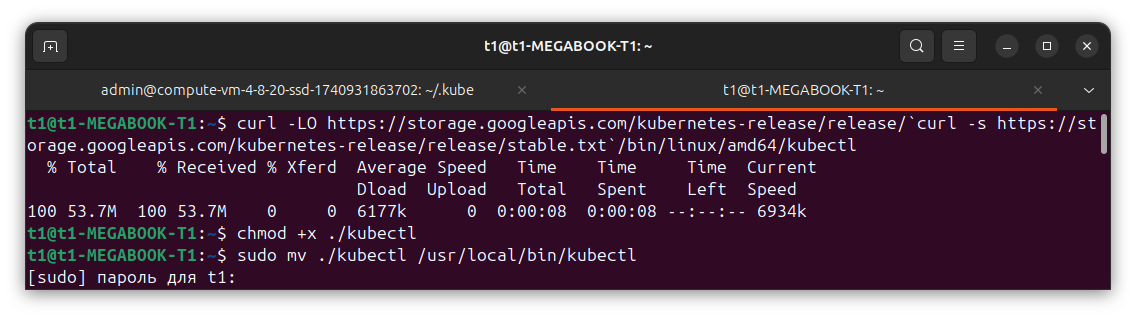 t1@t1-MEGABOOK-T1: ~
admin@compute-vm-4-8-20-ssd-1740931863702: ~/.kube
t1@t1-MEGABOOK-T1: ~
t1@t1-MEGABOOK-T1:~$ curl -LO https://storage.googleapis.com/kubernetes-release/release/`curl -s https://st
orage.googleapis.com/kubernetes-release/release/stable.txt`/bin/linux/amd64/kubectl
  % Total    % Received % Xferd  Average Speed   Time    Time     Time  Current
                                 Dload  Upload   Total   Spent    Left  Speed
100 53.7M  100 53.7M    0     0  6177k      0  0:00:08  0:00:08 --:--:-- 6934k
t1@t1-MEGABOOK-T1:~$ chmod +x ./kubectl
t1@t1-MEGABOOK-T1:~$ sudo mv ./kubectl /usr/local/bin/kubectl
[sudo] пароль для t1: